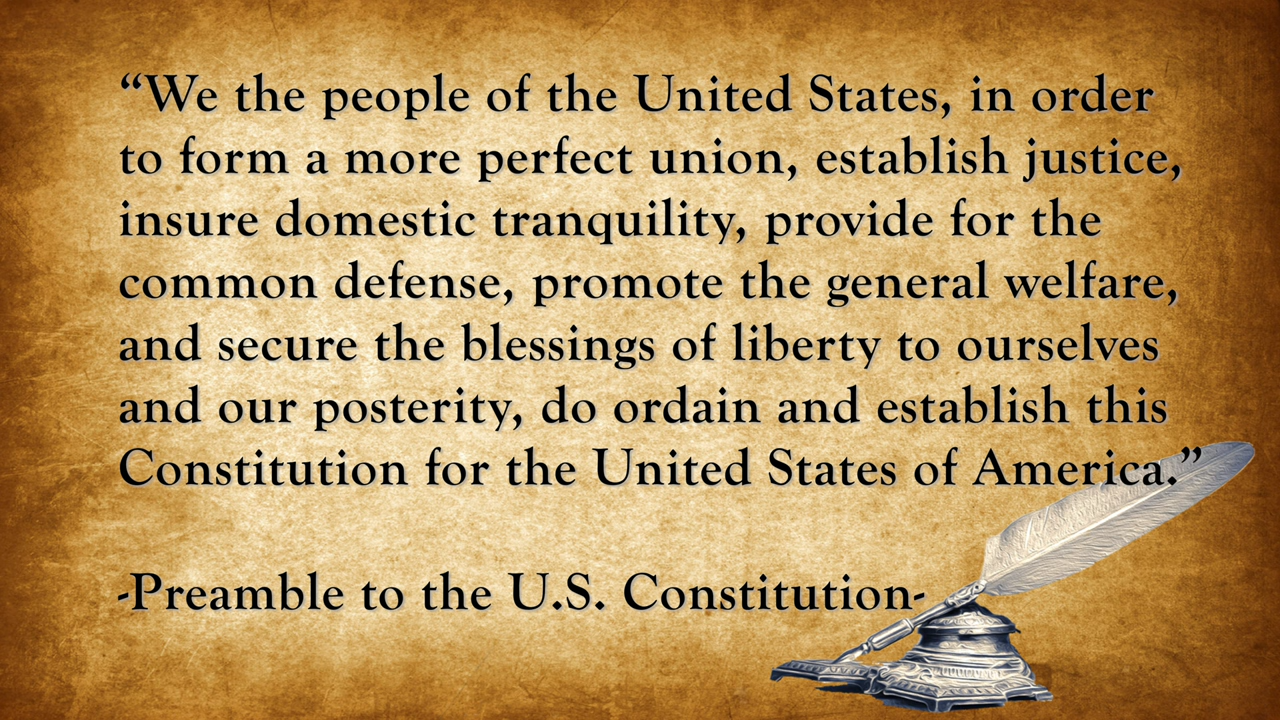 “We the people of the United States, in order
to form a more perfect union, establish justice,
insure domestic tranquility, provide for the
common defense, promote the general welfare,
and secure the blessings of liberty to ourselves
and our posterity, do ordain and establish this
Constitution for the United States of America.”
-Preamble to the U.S. Constitution-